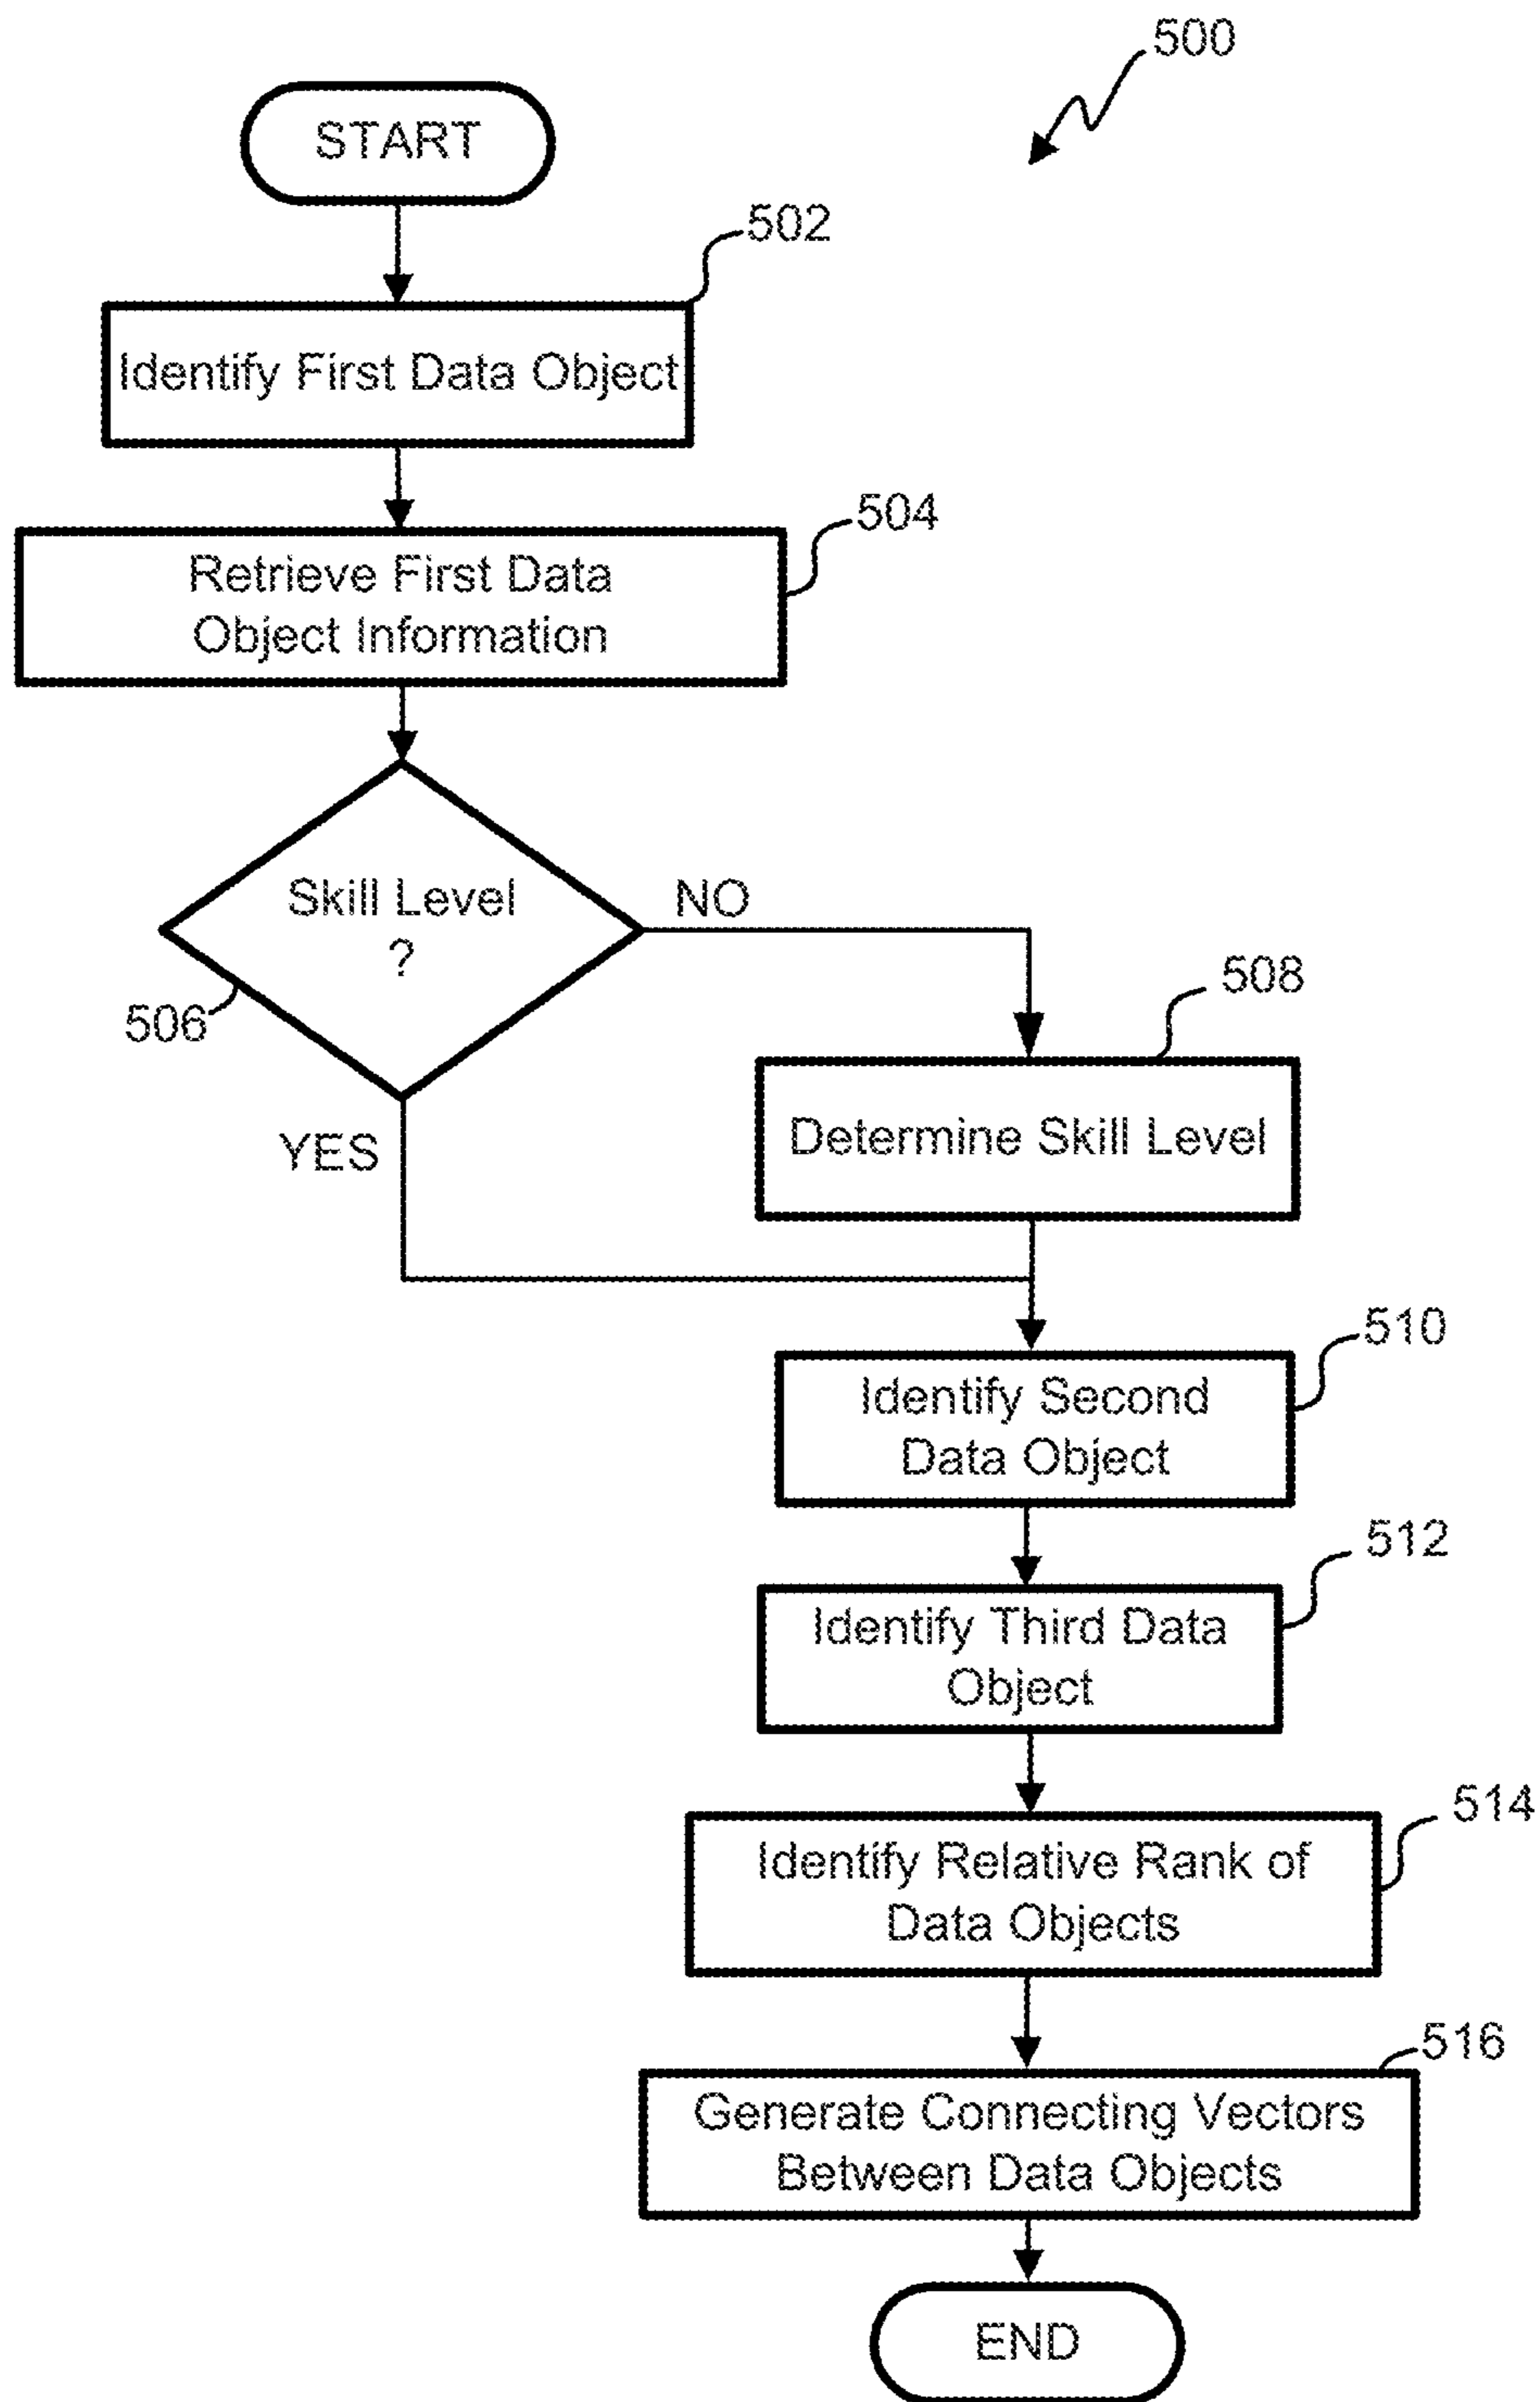 500
START
502
Identify First Data Object
504
Retrieve First Data
Object Information
Skill Level
?
NO
506
508
YES
Determine Skill Level
510
Identify Second
Data Object
512
Identify Third Data
Object
514
Identify Relative Rank of
Data Objects
516
Generate Connecting Vectors
Between Data Objects
END